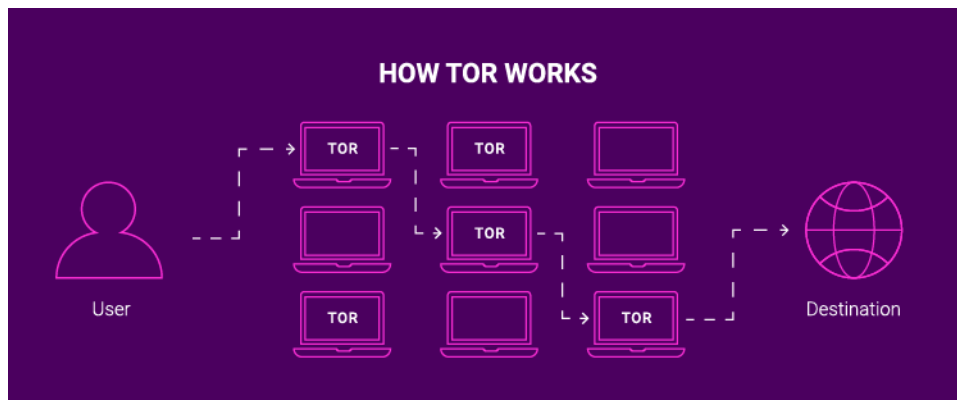 HOW TOR WORKS
TOR
TOR
TOR
TOR
TOR
User
Destination